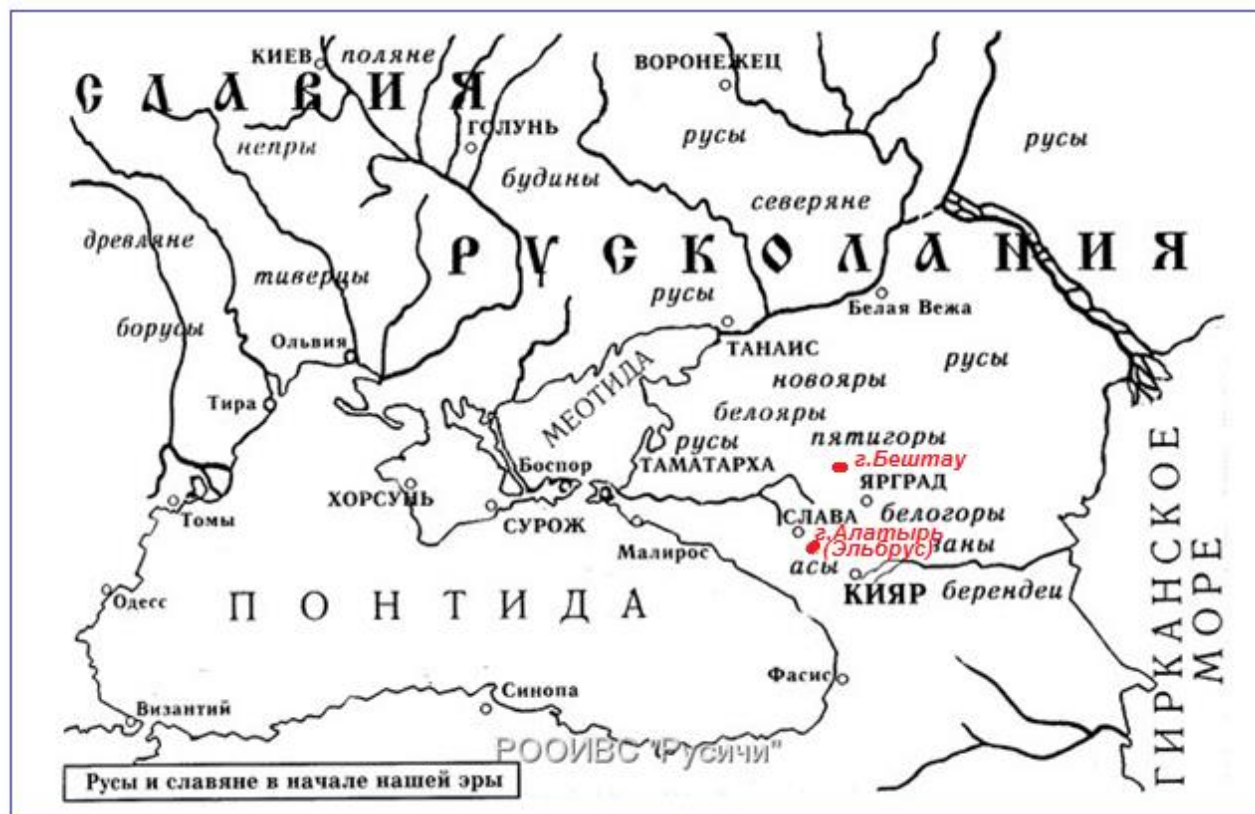 КИЕВ
поляне
ВОРОНЕЖЕЦ
СЛАВИЯ
ГОЛУНЬ
непры
русы
русы
будины
северяне
древляне
РУСКОЛАНИЯ
тиверцы
русы
борусы
Белая Вежа
Ольвия
ТАНАИС
русы
МЕОТИДА
новояры
Тира
белояры
русы
пятигоры
Боспор
ТАМАТАРХА
г.Бештау
ХОРСУНЬ
ЯРГРАД
Томы
СУРОЖ
СЛАВА
белогоры
Малирос
г.Алатырь
(Эльбрус)
заны
асы
КИЯР
берендеи
Одесс
ПОНТИДА
ГИРКАНСКОЕ
МОРЕ
Фасис
Синопа
Византий
РООИВС "Русичи"
Русы и славяне в начале нашей эры